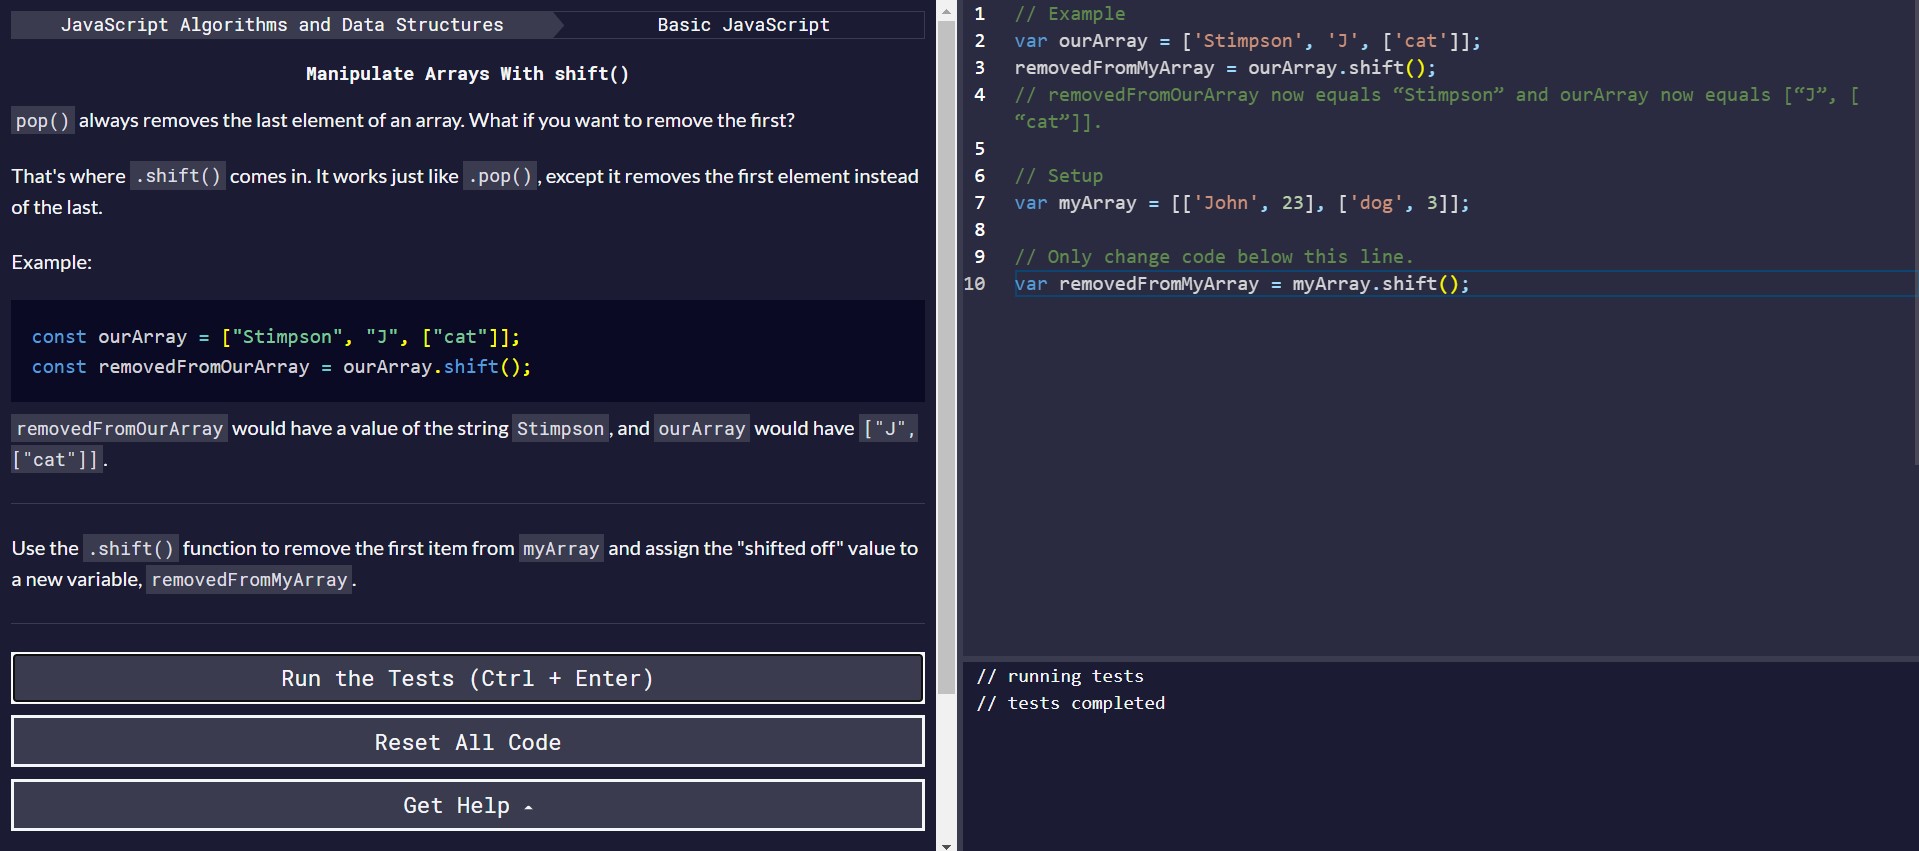 JavaScript Algorithms and Data Structures
Basic JavaScript
Manipulate Arrays With shift()
pop() always removes the last element of an array. What if you want to remove the first?
That's where .shift() comes in. It works just like .pop(), except it removes the first element instead
of the last.
Example:
const ourArray = ["Stimpson", "J", ["cat"]];
const removedFromOurArray = ourArray.shift();
removedFromOurArray would have a value of the string Stimpson, and ourArray would have ["J",
["cat"]].
Use the .shift() function to remove the first item from myArray and assign the "shifted off" value to
a new variable, removedFromMyArray.
Run the Tests (Ctrl + Enter)
Reset All Code
Get Help
1 // Example
2 var ourArray = ['Stimpson', 'J', ['cat']];
3 removedFromMyArray = ourArray.shift();
4 // removedFromOurArray now equals “Stimpson” and ourArray now equals [“J”, [
“cat”]].
5
6 // Setup
7 var myArray = [['John', 23], ['dog', 3]];
8
9 // Only change code below this line.
10 var removedFromMyArray = myArray.shift();
// running tests
// tests completed